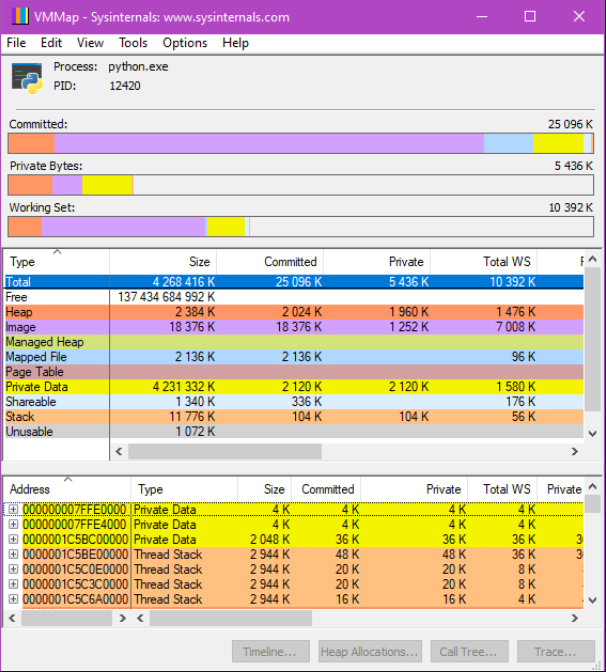 VMMap - Sysinternals: www.sysinternals.com
File Edit View Tools Options Help
Process: python.exe
PID: 12420
Committed: 25 096 K
Private Bytes: 5 436 K
Working Set: 10 392 K
Type Size Committed Private Total WS
Total 4 268 416 K 25 096 K 5 436 K 10 392 K
Free 137 434 684 992 K
Heap 2 384 K 2 024 K 1 960 K 1 476 K
Image 18 376 K 18 376 K 1 252 K 7 008 K
Managed Heap
Mapped File 2 136 K 2 136 K 96 K
Page Table
Private Data 4 231 332 K 2 120 K 2 120 K 1 580 K
Shareable 1 340 K 336 K 176 K
Stack 11 776 K 104 K 104 K 56 K
Unusable 1 072 K
Address Type Size Committed Private Total WS Private
000000007FFE0000 Private Data 4 K 4 K 4 K 4 K
000000007FFE4000 Private Data 4 K 4 K 4 K 4 K
0000001C5BC00000 Private Data 2 048 K 36 K 36 K 36 K
0000001C5BE00000 Thread Stack 2 944 K 48 K 48 K 36 K
0000001C5C0E0000 Thread Stack 2 944 K 20 K 20 K 8 K
0000001C5C3C0000 Thread Stack 2 944 K 20 K 20 K 8 K
0000001C5C6A0000 Thread Stack 2 944 K 16 K 16 K 4 K
Timeline... Heap Allocations... Call Tree... Trace...